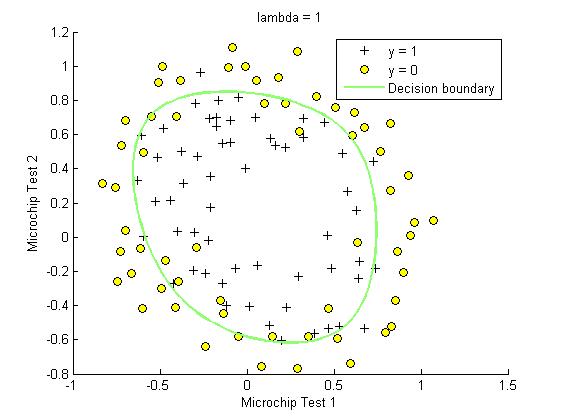 lambda = 1
1.2
1
0.8
0.6
0.4
0.2
0
-0.2
-0.4
-0.6
-0.8
Microchip Test 2
y = 1
y = 0
Decision boundary
-1
-0.5
0
0.5
1
1.5
Microchip Test 1